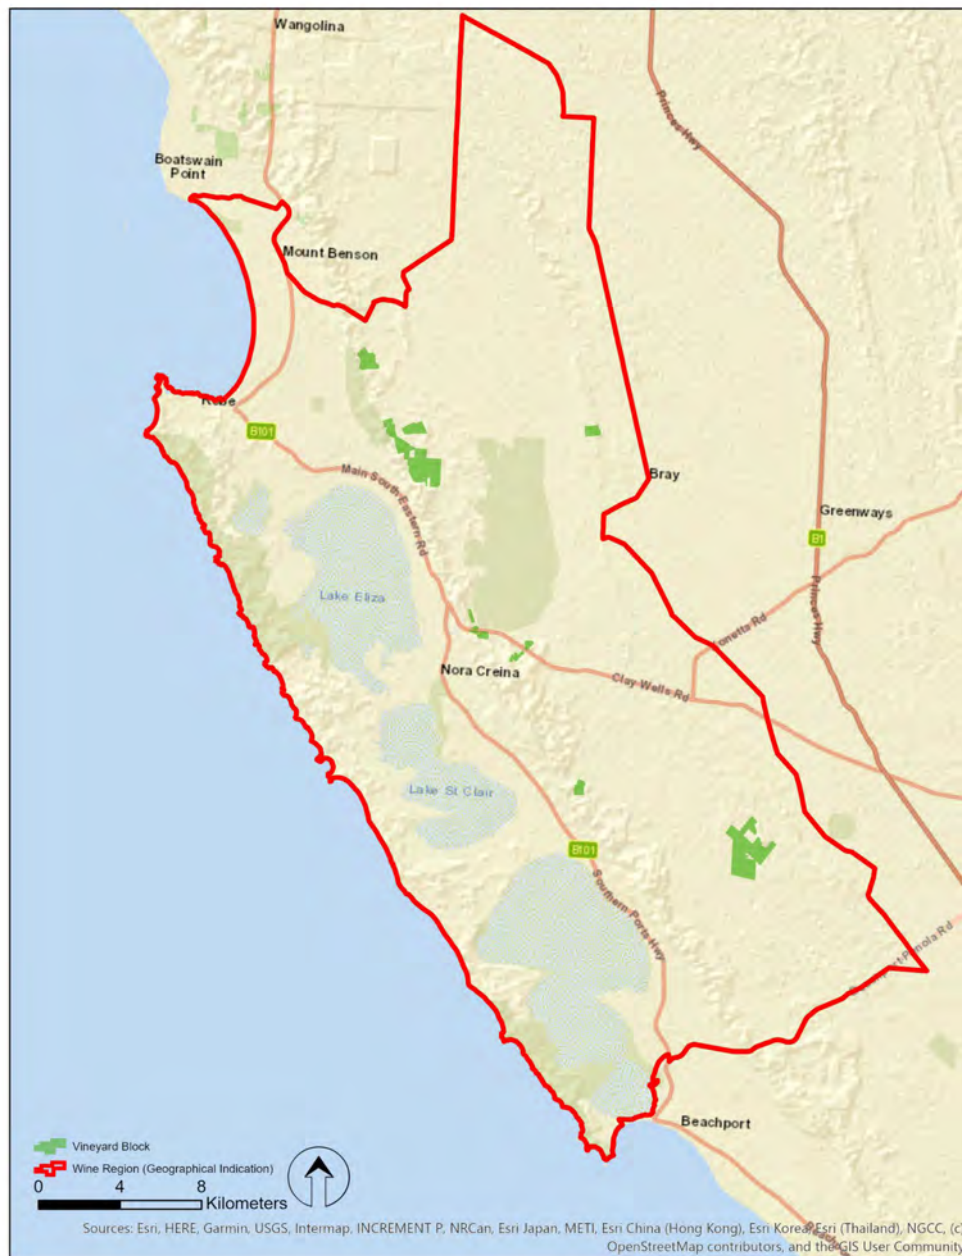 Wangolina
Princes Hwy
Boatswain
Point
Mount Benson
Robe
B101
Main South Eastern Rd
Bray
Greenways
B1
Princes Hwy
Lake Eliza
Nora Creina
Clay Wells Rd
Lake St Clair
B101
Southern Ports Hwy
Beachport
Vineyard Block
Wine Region (Geographical Indication)
0 4 8
Kilometers
Sources: Esri, HERE, Garmin, USGS, Intermap, INCREMENT P, NRCan, Esri Japan, METI, Esri China (Hong Kong), Esri Korea, Esri (Thailand), NGCC, (c)
OpenStreetMap contributors, and the GIS User Community